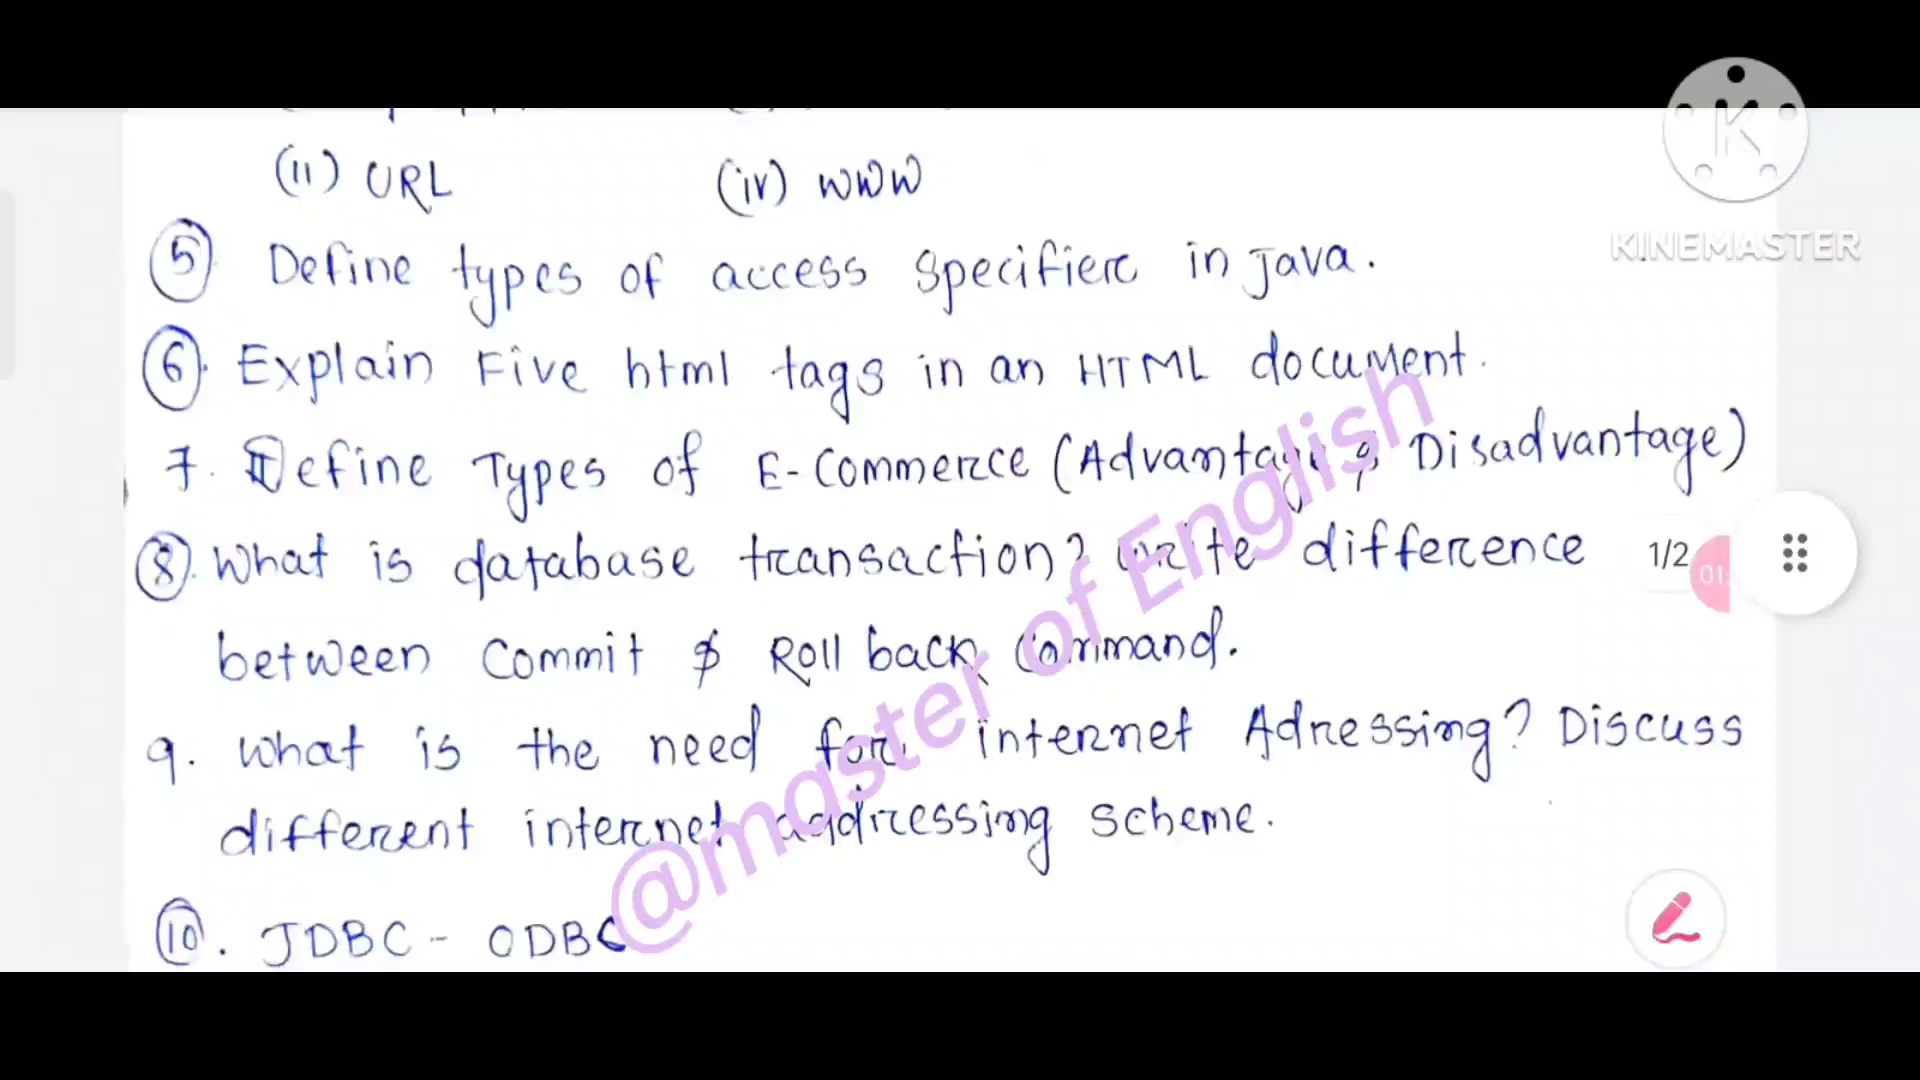 (ii) URL (iv) WWW
KINEMASTER
5. Define types of access specifier in java.
6. Explain Five html tags in an HTML document.
7. Define Types of E-Commerce (Advantage & Disadvantage)
8. What is database transaction? Write difference
1/2 01
between Commit & Roll back Command.
9. What is the need for internet Adressing? Discuss
different internet addressing scheme.
@master of English
10. JDBC - ODBC